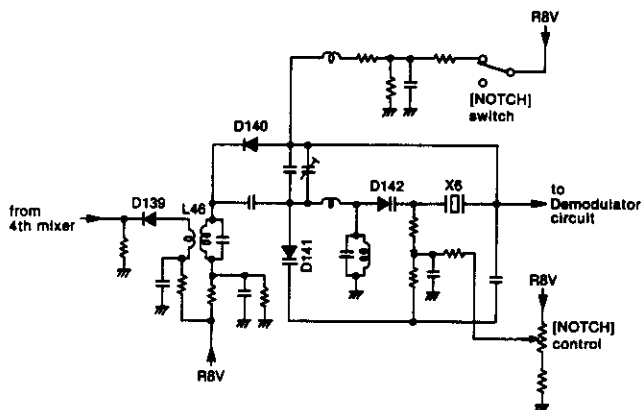 R8V
[NOTCH]
switch
D140
D139
L46
D142
X6
from
4th mixer
to
Demodulator
circuit
D141
R8V
R8V
[NOTCH]
control